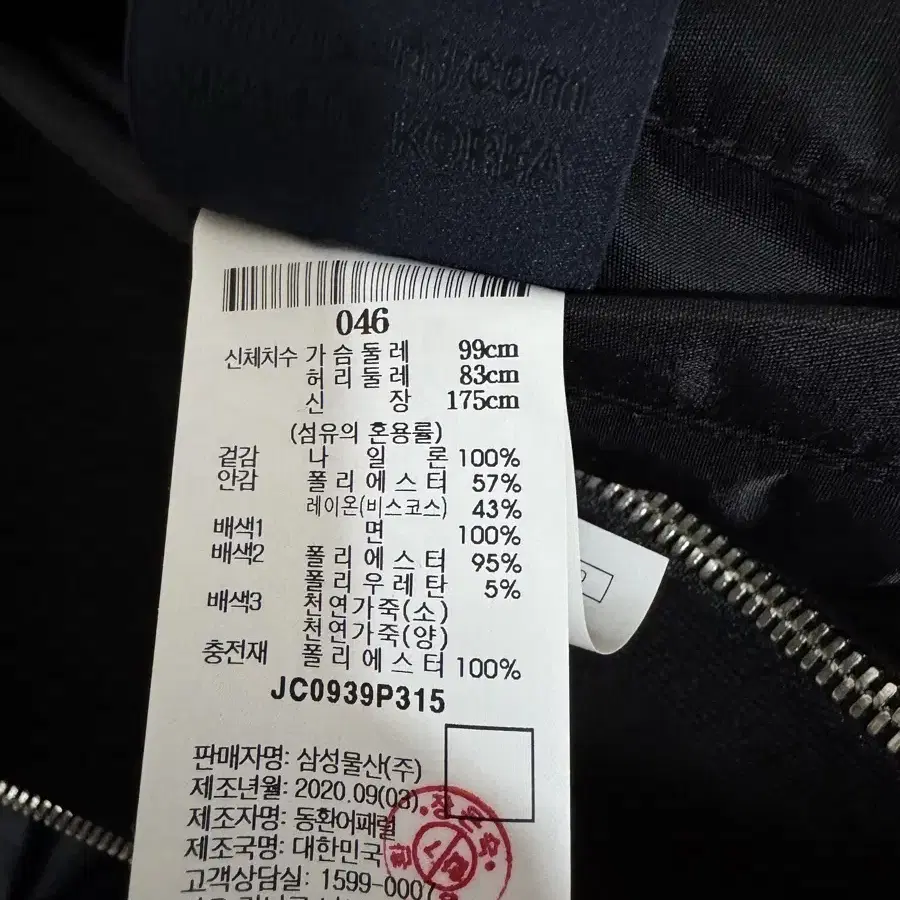 com
KOREA
046
신체치수 가슴둘레 99cm
허리둘레 83cm
신장 175cm
(섬유의 혼용률)
겉감 나일론 100%
안감 폴리에스터 57%
레이온(비스코스) 43%
배색1 면 100%
배색2 폴리에스터 95%
폴리우레탄 5%
배색3 천연가죽(소)
천연가죽(양)
충전재 폴리에스터 100%
JC0939P315
판매자명: 삼성물산(주)
제조년월: 2020.09(03)
제조자명: 동환어패럴
제조국명: 대한민국
고객상담실: 1599-0007